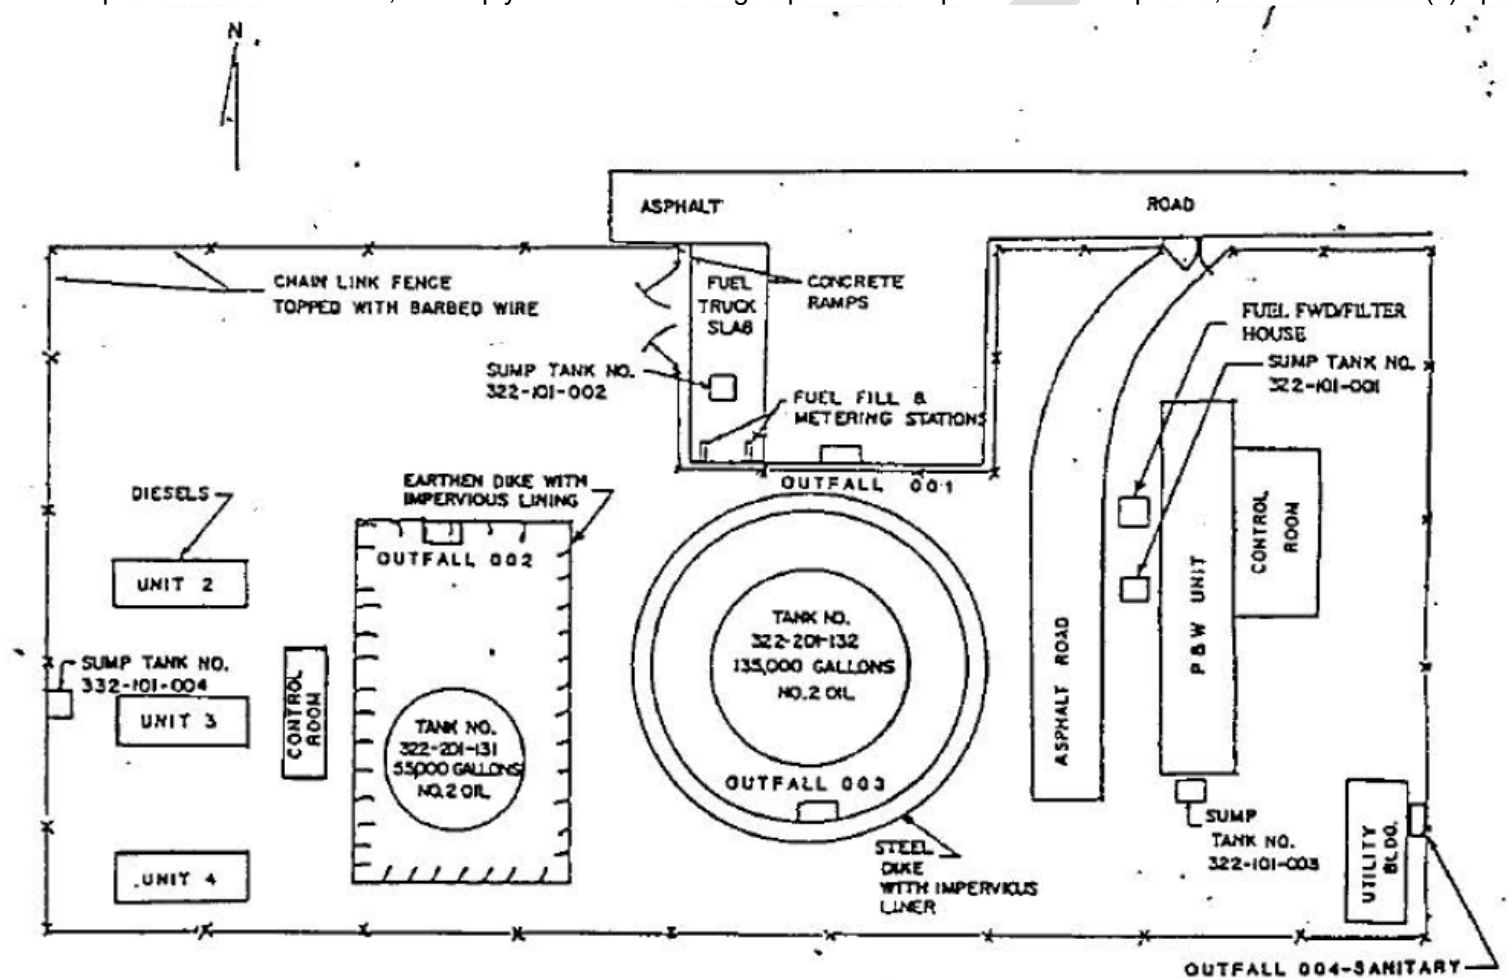 N
ASPHALT
ROAD
CHAIN LINK FENCE
TOPPED WITH BARBED WIRE
FUEL
TRUCK
SLAB
CONCRETE
RAMPS
FUEL FWD/FILTER
HOUSE
SUMP TANK NO.
322-101-002
SUMP TANK NO.
322-101-001
FUEL FILL &
METERING STATIONS
OUTFALL 001
EARTHEN DIKE WITH
IMPERVIOUS LINING
DIESELS
OUTFALL 002
CONTROL
ROOM
UNIT 2
TANK NO.
322-201-132
135,000 GALLONS
NO.2 OIL
P&W UNIT
ASPHALT ROAD
SUMP TANK NO.
332-101-004
UNIT 3
CONTROL
ROOM
TANK NO.
322-201-131
55,000 GALLONS
NO.2 OIL
OUTFALL 003
SUMP
TANK NO.
322-101-003
STEEL
DIKE
WITH IMPERVIOUS
LINER
UTILITY
BLDG.
UNIT 4
OUTFALL 004-SANITARY